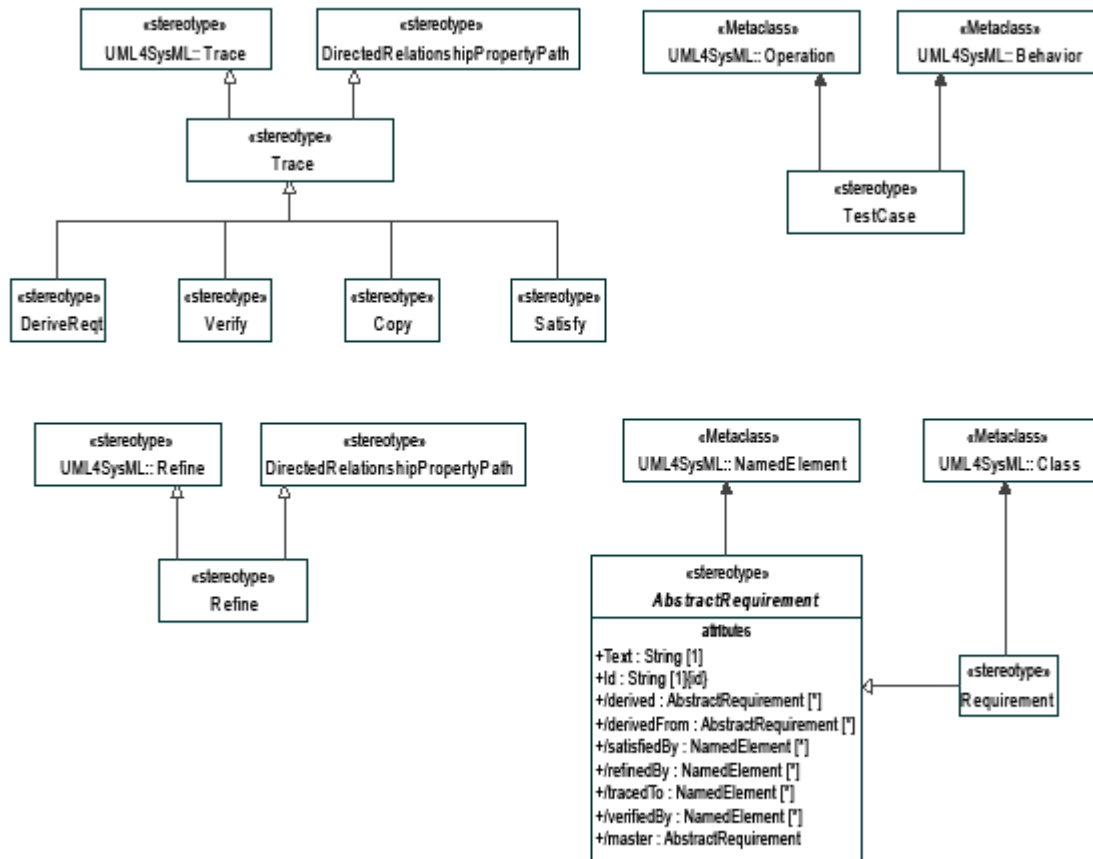 «stereotype»
UML4SysML::Trace
«stereotype»
DirectedRelationshipPropertyPath
«Metaclass»
UML4SysML::Operation
«Metaclass»
UML4SysML::Behavior
«stereotype»
Trace
«stereotype»
TestCase
«stereotype»
DeriveReqt
«stereotype»
Verify
«stereotype»
Copy
«stereotype»
Satisfy
«stereotype»
UML4SysML::Refine
«stereotype»
DirectedRelationshipPropertyPath
«Metaclass»
UML4SysML::NamedElement
«Metaclass»
UML4SysML::Class
«stereotype»
Refine
«stereotype»
AbstractRequirement
attributes
+Text : String [1]
+Id : String [1]{id}
+/derived : AbstractRequirement [*]
+/derivedFrom : AbstractRequirement [*]
+/satisfiedBy : NamedElement [*]
+/refinedBy : NamedElement [*]
+/tracedTo : NamedElement [*]
+/verifiedBy : NamedElement [*]
+/master : AbstractRequirement
«stereotype»
Requirement